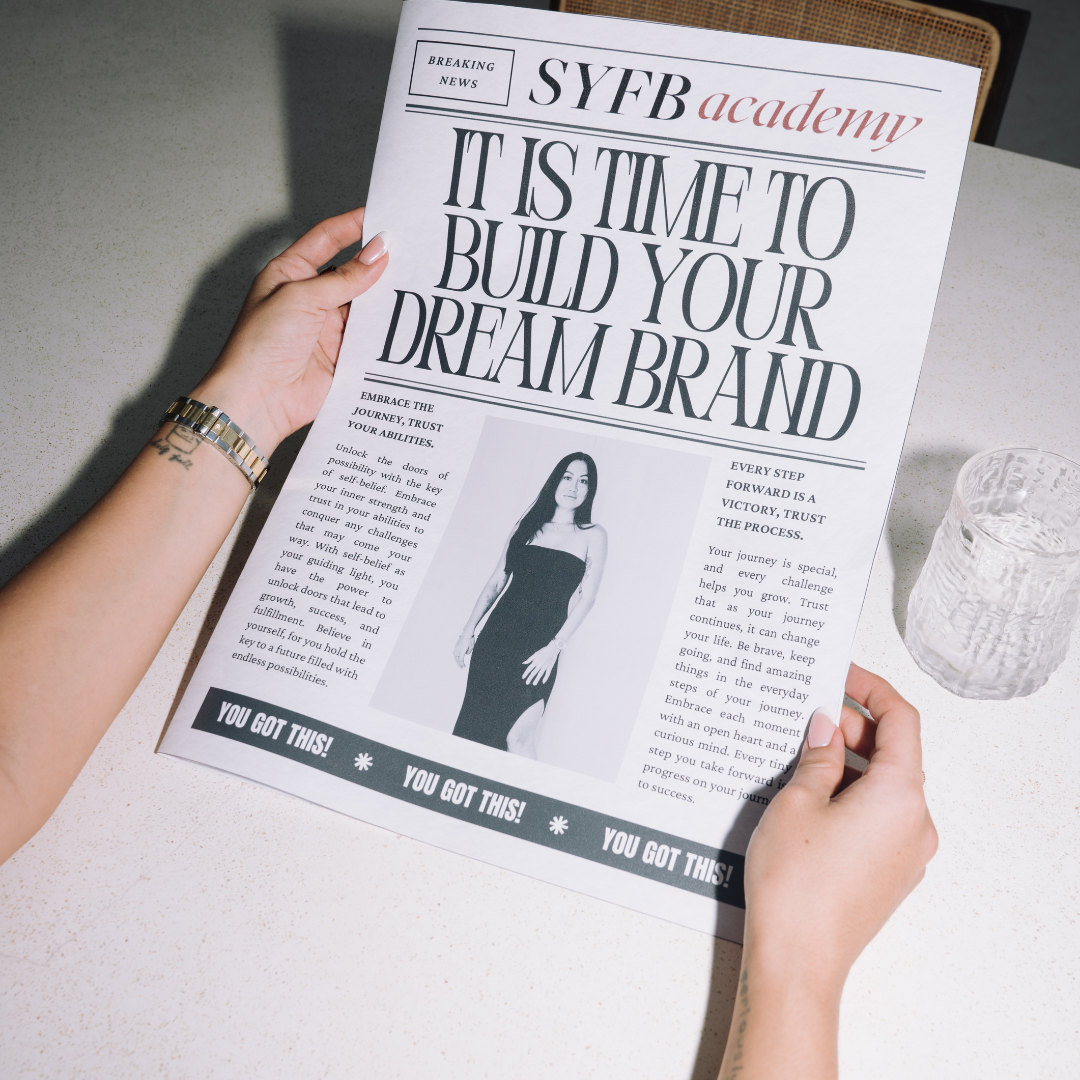 BREAKING
NEWS
SYFB academy
IT IS TIME TO
BUILD YOUR
DREAM BRAND
EMBRACE THE
JOURNEY, TRUST
YOUR ABILITIES.
Unlock the doors of
possibility with the key
of self-belief. Embrace
your inner strength and
trust in your abilities to
conquer any challenges
that may come your
way. With self-belief as
your guiding light, you
have the power to
unlock doors that lead to
growth, success, and
fulfillment. Believe in
yourself, for you hold the
key to a future filled with
endless possibilities.
EVERY STEP
FORWARD IS A
VICTORY, TRUST
THE PROCESS.
Your journey is special,
and every challenge
helps you grow. Trust
that as your journey
continues, it can change
your life. Be brave, keep
going, and find amazing
things in the everyday
steps of your journey.
Embrace each moment
with an open heart and a
curious mind. Every tiny
step you take forward is
progress on your journ
to success.
YOU GOT THIS! YOU GOT THIS! YOU GOT THIS!